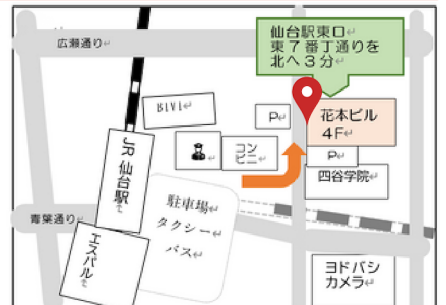 仙台駅東口
東7番丁通りを
北へ3分
広瀬通り
BiVi
P
花本ビル
4F
コン
ビニ
P
四谷学院
JR仙台駅
駐車場
タクシー
バス
青葉通り
エスパル
ヨドバシ
カメラ